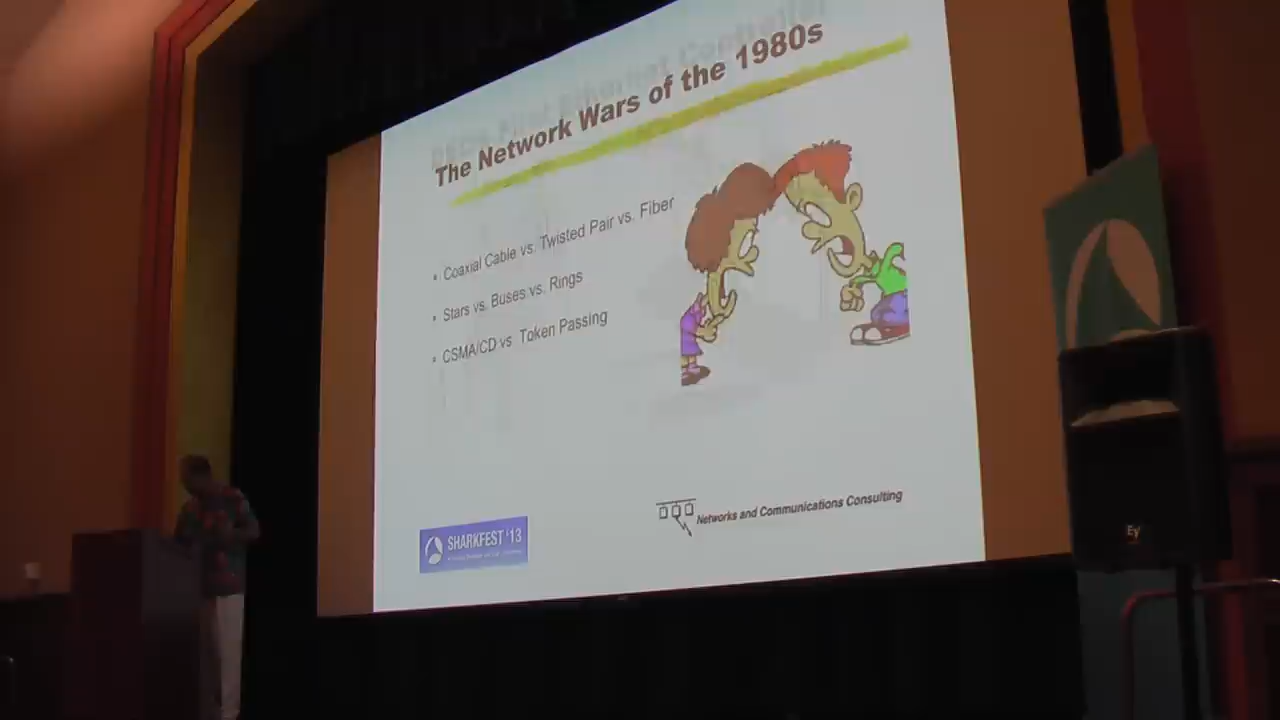 The Network Wars of the 1980s
• Coaxial Cable vs. Twisted Pair vs. Fiber
• Stars vs. Buses vs. Rings
• CSMA/CD vs. Token Passing
Networks and Communications Consulting
SHARKFEST '13
EV